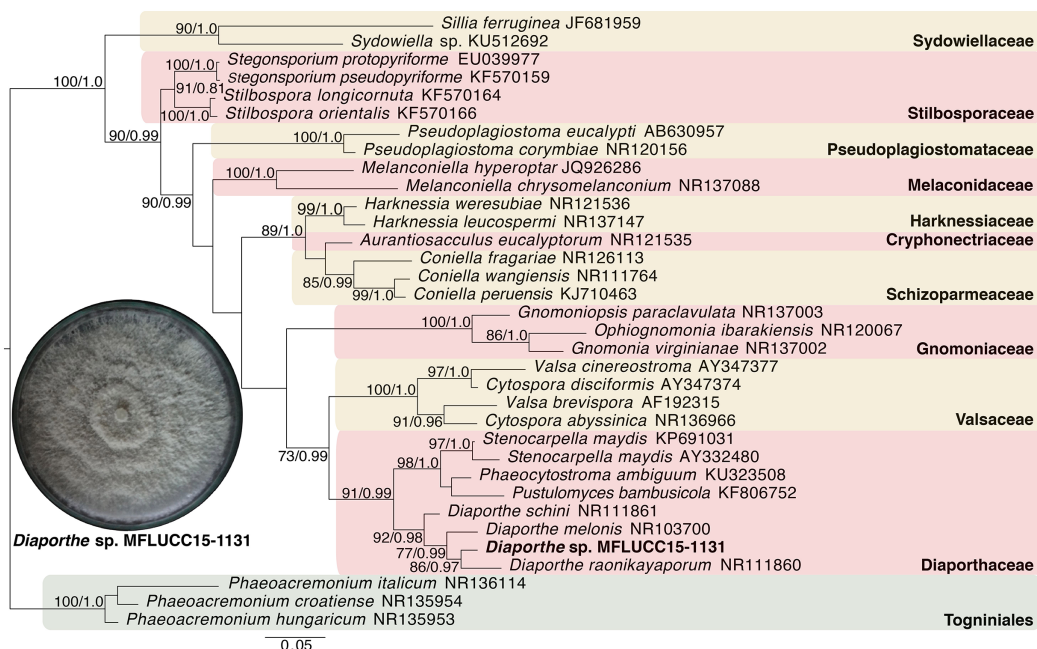 Sillia ferruginea JF681959
90/1.0
Sydowiella sp. KU512692
Sydowiellaceae
Stegonsporium protopyriforme EU039977
100/1.0
Stegonsporium pseudopyriforme KF570159
100/1.0
91/0.81
Stilbospora longicornuta KF570164
100/1.0
Stilbospora orientalis KF570166
Stilbosporaceae
90/0.99
Pseudoplagiostoma eucalypti AB630957
100/1.0
Pseudoplagiostoma corymbiae NR120156
Pseudoplagiostomataceae
Melanconiella hyperoptar JQ926286
100/1.0
Melanconiella chrysomelanconium NR137088
Melaconidaceae
90/0.99
Harknessia weresubiae NR121536
99/1.0
Harknessia leucospermi NR137147
Harknessiaceae
89/1.0
Aurantiosacculus eucalyptorum NR121535
Cryphonectriaceae
Coniella fragariae NR126113
Coniella wangiensis NR111764
85/0.99
99/1.0
Coniella peruensis KJ710463
Schizoparmeaceae
Gnomoniopsis paraclavulata NR137003
100/1.0
Ophiognomonia ibarakiensis NR120067
86/1.0
Gnomonia virginianae NR137002
Gnomoniaceae
Valsa cinereostroma AY347377
97/1.0
Cytospora disciformis AY347374
100/1.0
Valsa brevispora AF192315
91/0.96
Cytospora abyssinica NR136966
Valsaceae
Stenocarpella maydis KP691031
97/1.0
Stenocarpella maydis AY332480
73/0.99
98/1.0
Phaeocytostroma ambiguum KU323508
91/0.99
Pustulomyces bambusicola KF806752
Diaporthe schini NR111861
Diaporthe melonis NR103700
92/0.98
77/0.99
Diaporthe sp. MFLUCC15-1131
86/0.97
Diaporthe raonikayaporum NR111860
Diaporthaceae
Diaporthe sp. MFLUCC15-1131
Phaeoacremonium italicum NR136114
100/1.0
Phaeoacremonium croatiense NR135954
Phaeoacremonium hungaricum NR135953
Togniniales
0.05